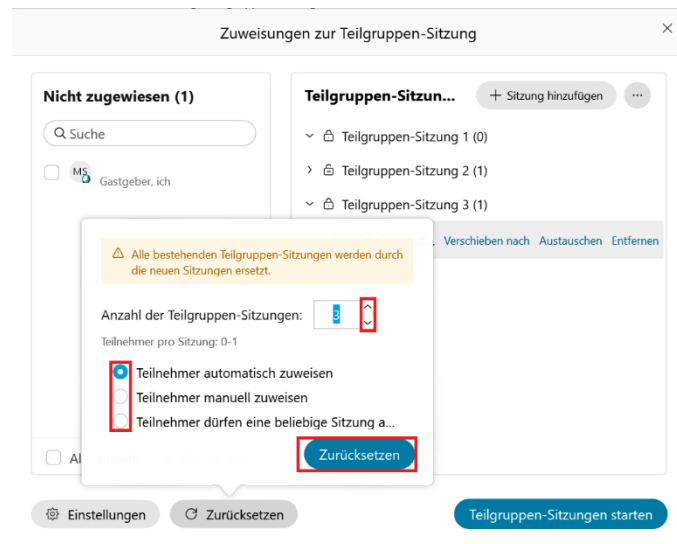 Zuweisungen zur Teilgruppen-Sitzung
Nicht zugewiesen (1)
Suche
MS
Gastgeber, ich
Teilgruppen-Sitzun...
+ Sitzung hinzufügen
...
Teilgruppen-Sitzung 1 (0)
Teilgruppen-Sitzung 2 (1)
Teilgruppen-Sitzung 3 (1)
Verschieben nach Austauschen Entfernen
Alle bestehenden Teilgruppen-Sitzungen werden durch
die neuen Sitzungen ersetzt.
Anzahl der Teilgruppen-Sitzungen: 3
Teilnehmer pro Sitzung: 0-1
Teilnehmer automatisch zuweisen
Teilnehmer manuell zuweisen
Teilnehmer dürfen eine beliebige Sitzung a...
Zurücksetzen
Einstellungen
Zurücksetzen
Teilgruppen-Sitzungen starten